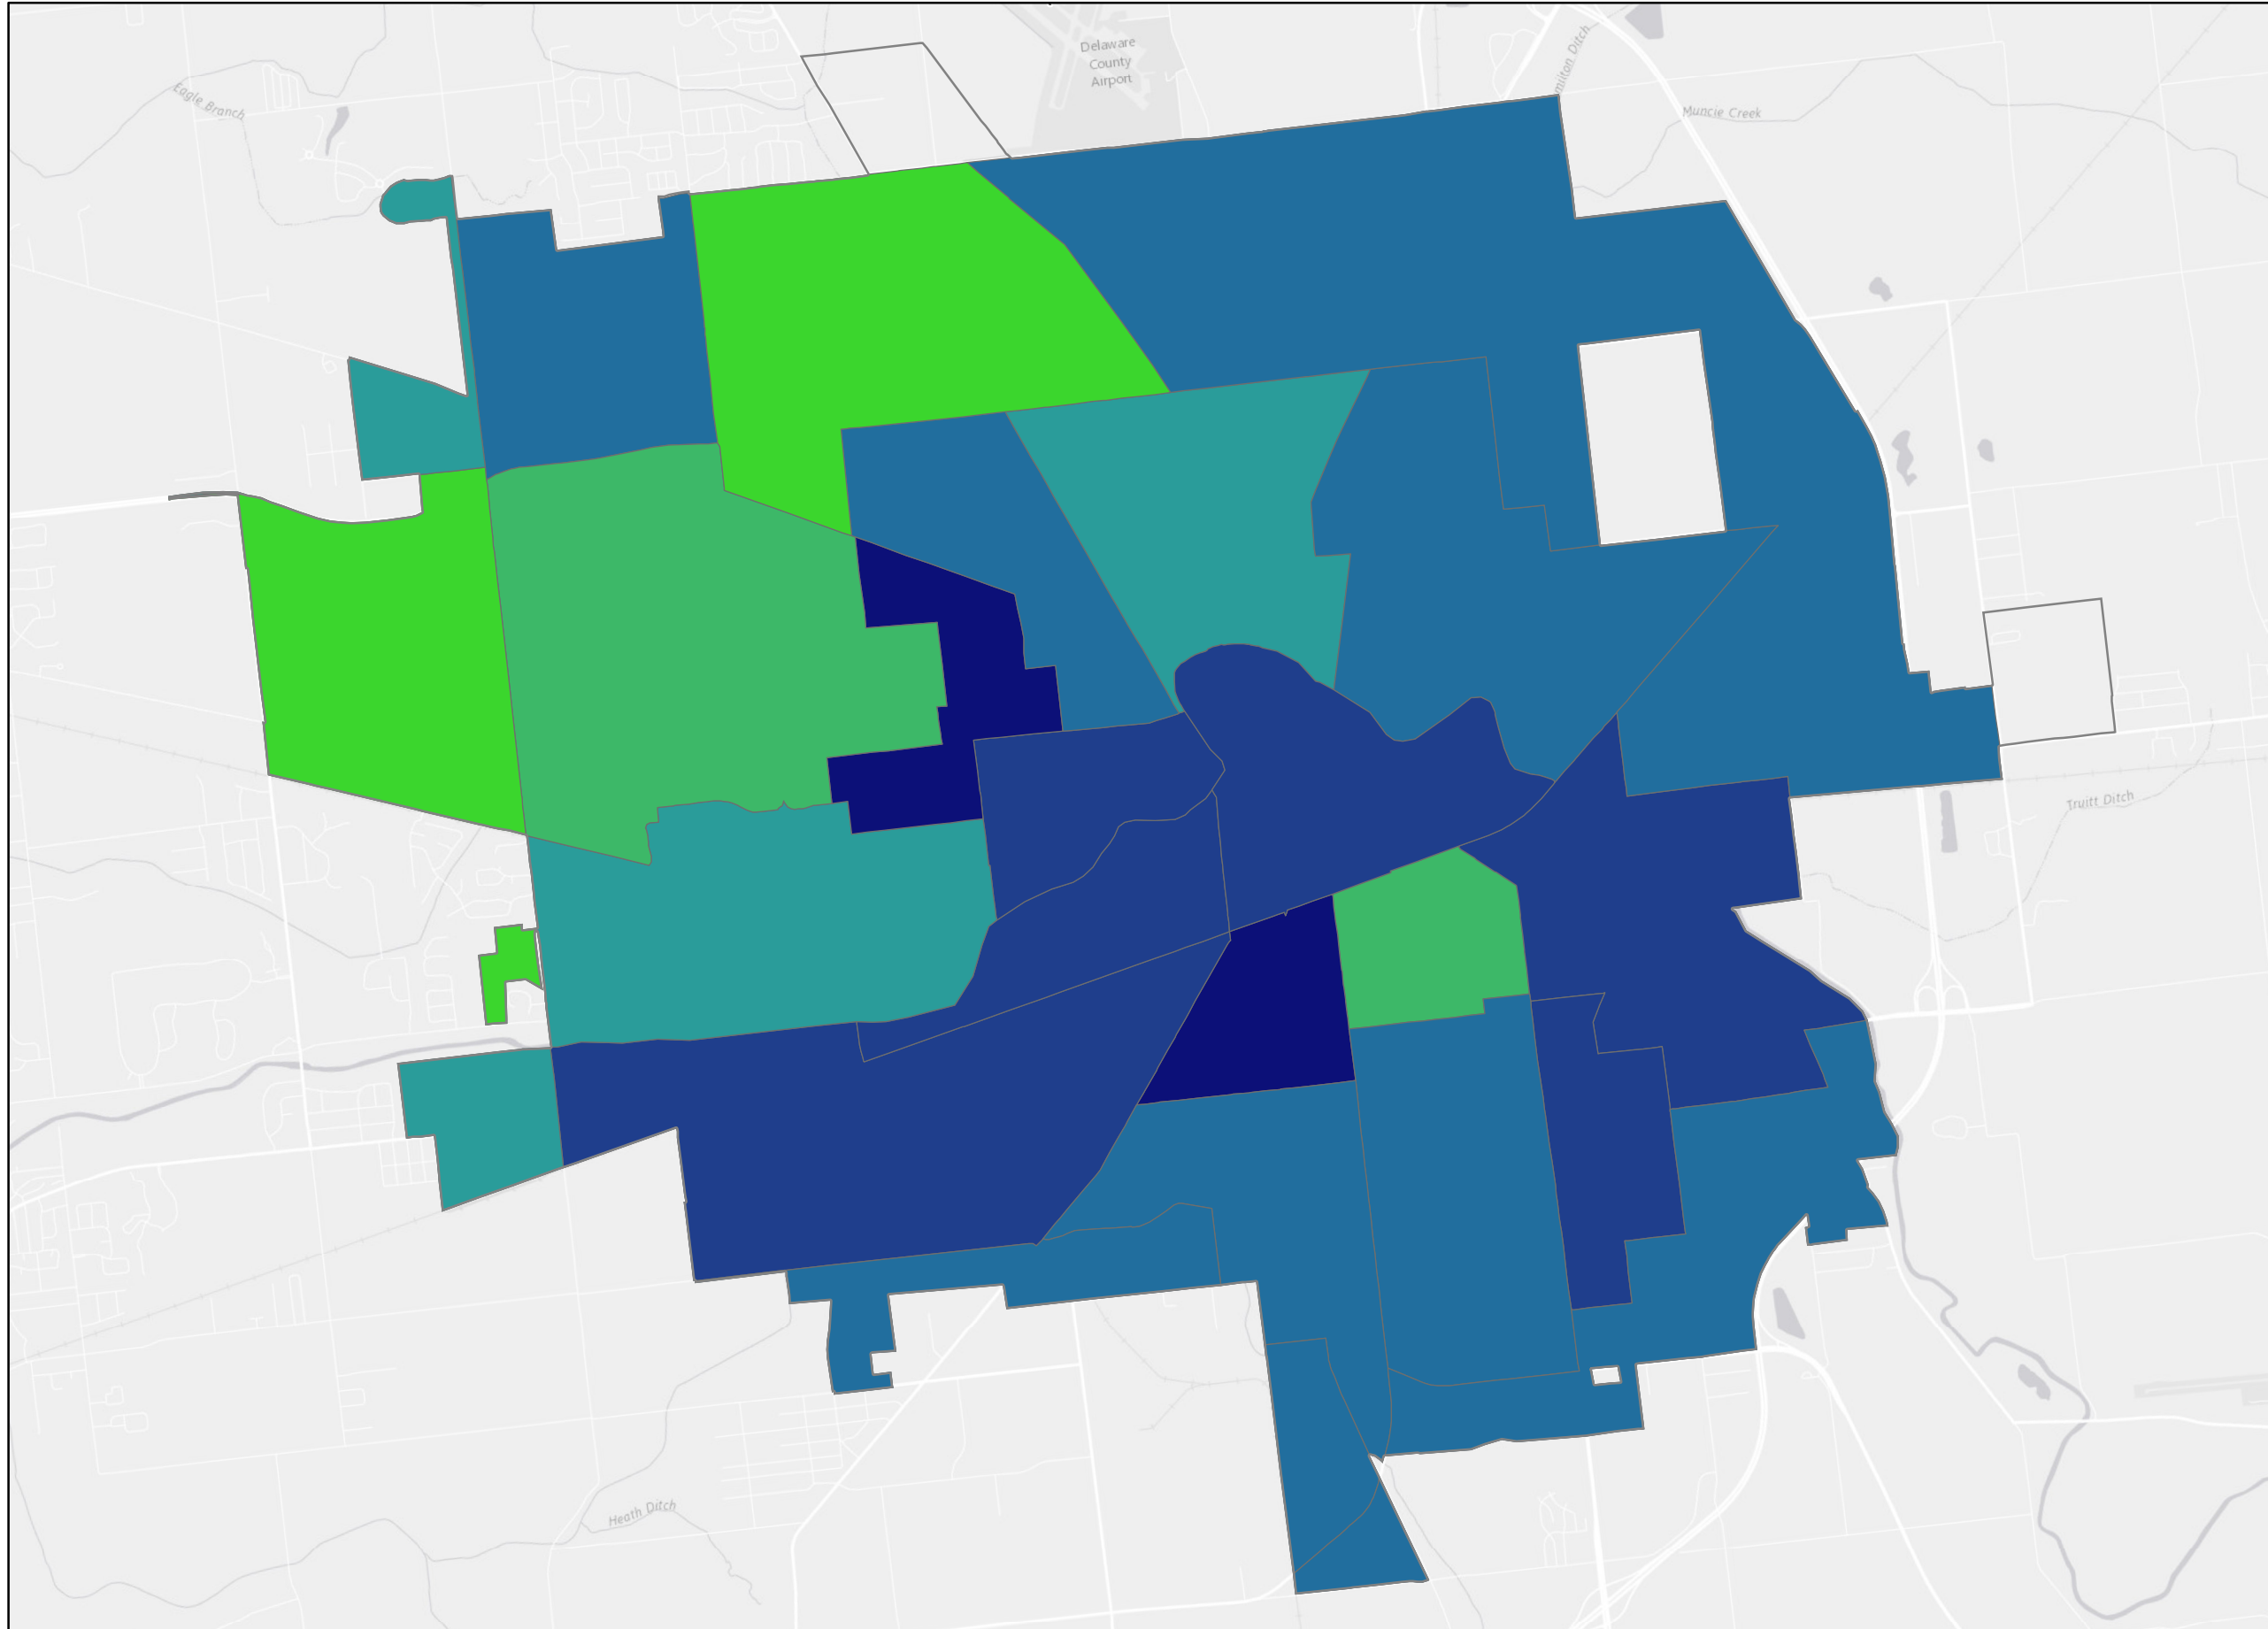 Delaware
County
Airport
Eagle Branch
Muncie Creek
Truitt Ditch
Heath Ditch